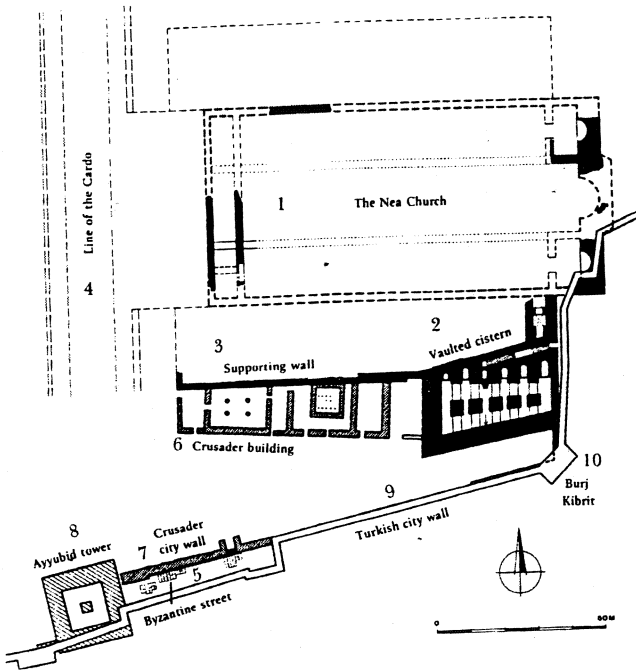 Line of the Cardo
4
1
The Nea Church
2
Vaulted cistern
3
Supporting wall
6
Crusader building
10
Burj
Kibrit
9
Turkish city wall
8
Ayyubid tower
7
Crusader
city wall
5
Byzantine street
0
60M